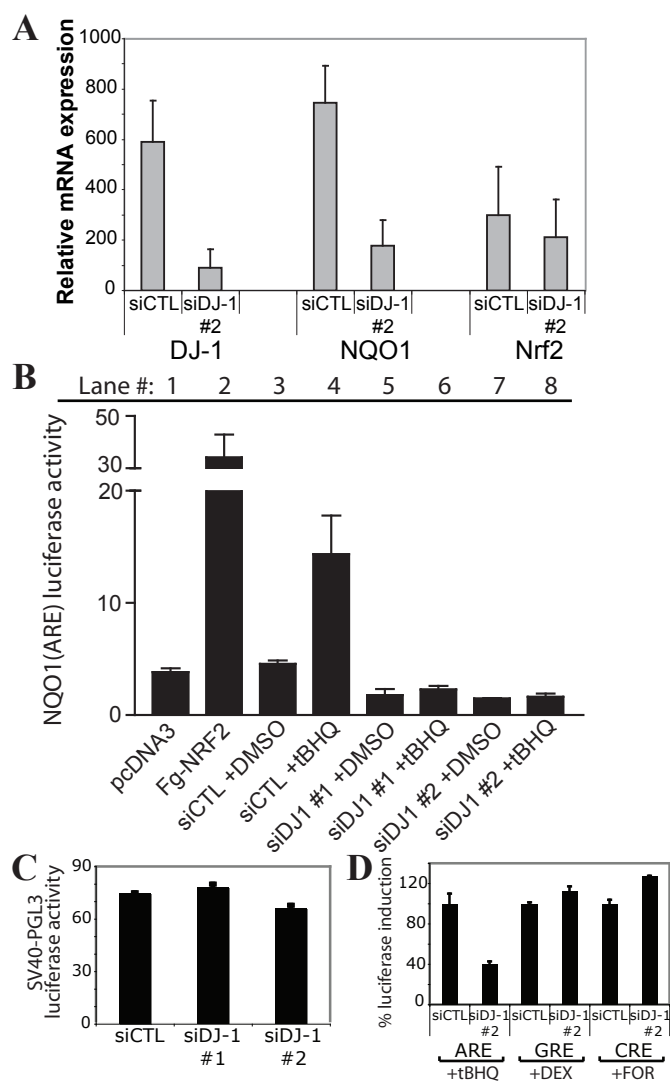 A
Relative mRNA expression
1000
800
600
400
200
0
siCTL siDJ-1 #2 siCTL siDJ-1 #2 siCTL siDJ-1 #2
DJ-1 NQO1 Nrf2
B
Lane #: 1 2 3 4 5 6 7 8
NQO1(ARE) luciferase activity
50
30
20
10
0
pcDNA3
Fg-NRF2
siCTL +DMSO
siCTL +tBHQ
siDJ1 #1 +DMSO
siDJ1 #1 +tBHQ
siDJ1 #2 +DMSO
siDJ1 #2 +tBHQ
C
SV40-PGL3
luciferase activity
90
60
30
0
siCTL siDJ-1 #1 siDJ-1 #2
D
% luciferase induction
120
80
40
0
siCTL siDJ-1 #2 siCTL siDJ-1 #2 siCTL siDJ-1 #2
ARE GRE CRE
+tBHQ +DEX +FOR